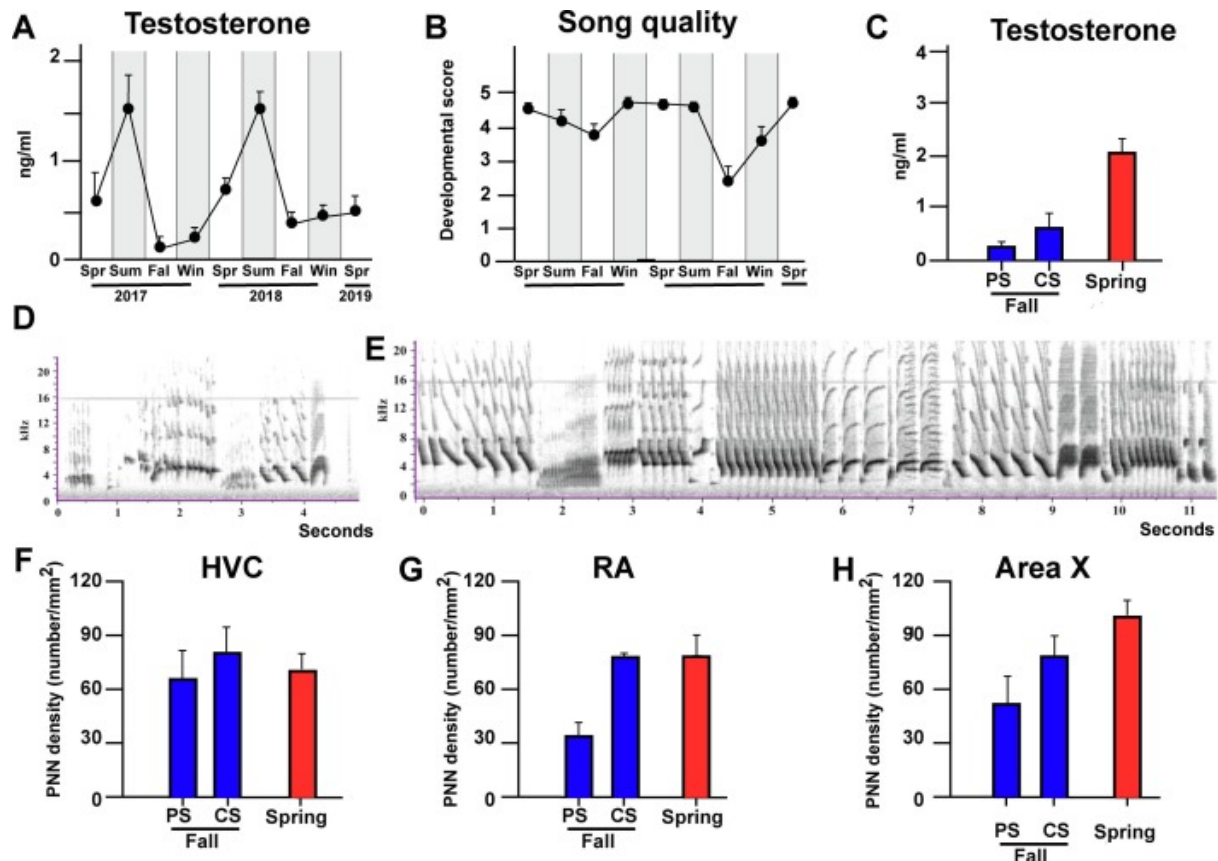 A Testosterone
2
1
0
ng/ml
Spr Sum Fal Win Spr Sum Fal Win Spr
2017 2018 2019
B Song quality
5
4
3
2
1
0
Developmental score
Spr Sum Fal Win Spr Sum Fal Win Spr
C Testosterone
4
3
2
1
0
ng/ml
PS CS Spring
Fall
D
20
16
12
8
4
0
kHz
0 1 2 3 4
Seconds
E
20
16
12
8
4
0
kHz
0 1 2 3 4 5 6 7 8 9 10 11
Seconds
F HVC
120
90
60
30
0
PNN density (number/mm²)
PS CS Spring
Fall
G RA
120
90
60
30
0
PNN density (number/mm²)
PS CS Spring
Fall
H Area X
120
90
60
30
0
PNN density (number/mm²)
PS CS Spring
Fall